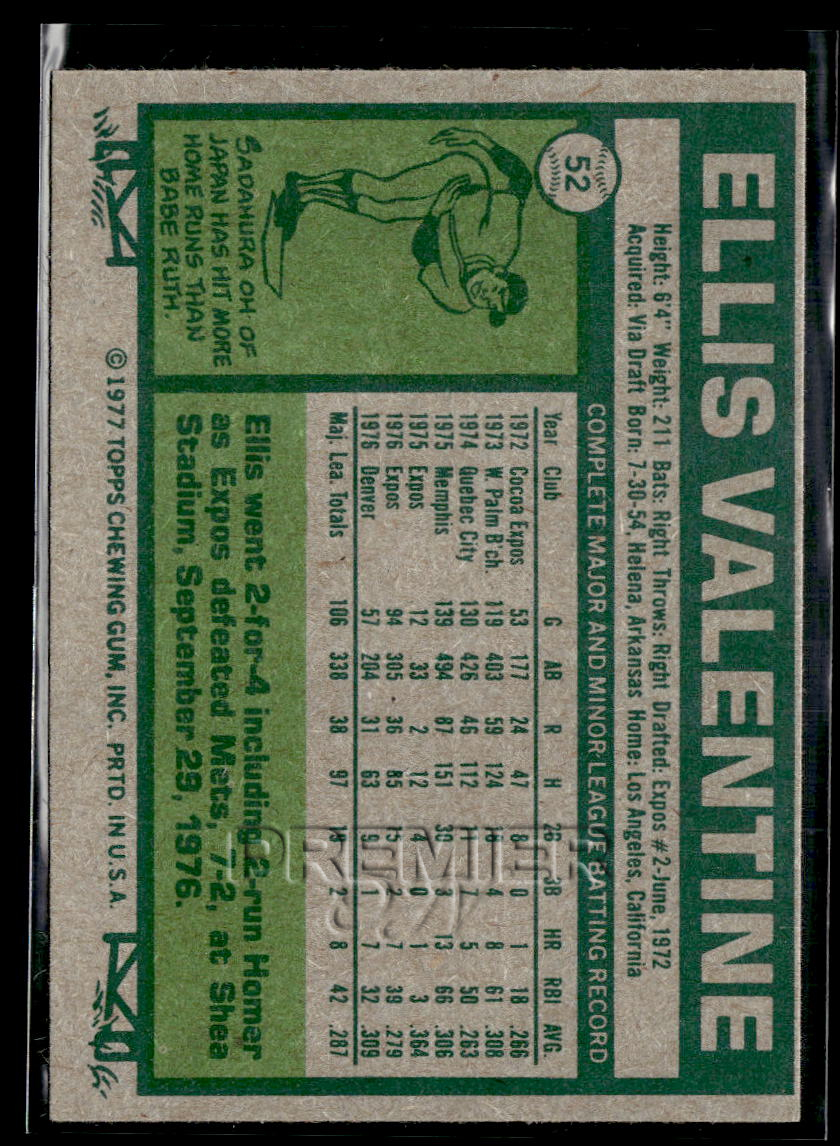 ELLIS VALENTINE
52
Height: 6'4" Weight: 211 Bats: Right Throws: Right Drafted: Expos #2-June, 1972
Acquired: Via Draft Born: 7-30-54, Helena, Arkansas Home: Los Angeles, California
COMPLETE MAJOR AND MINOR LEAGUE BATTING RECORD
Year Club G AB R H 2B 3B HR RBI AVG.
1972 Cocoa Expos 53 177 24 47 8 0 1 18 .266
1973 W. Palm B'ch. 119 403 59 124 4 8 61 .308
1974 Quebec City 130 426 46 112 11 7 5 50 .263
1975 Memphis 139 494 87 151 30 3 13 66 .306
1975 Expos 12 33 2 12 4 0 1 3 .364
1976 Expos 94 305 36 85 15 2 7 39 .279
1976 Denver 57 204 31 63 9 1 7 32 .309
Maj. Lea. Totals 106 338 38 97 2 8 42 .287
SADAHURA OH OF
JAPAN HAS HIT MORE
HOME RUNS THAN
BABE RUTH.
Ellis went 2-for-4 including 2-run Homer
as Expos defeated Mets, 7-2, at Shea
Stadium, September 29, 1976.
© 1977 TOPPS CHEWING GUM, INC. PRTD. IN U.S.A.
PREMIER